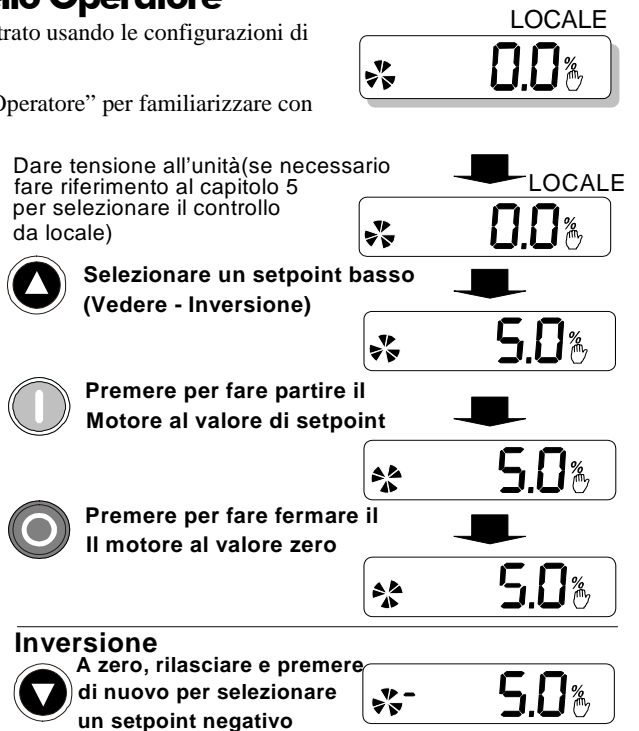 llo Operatore
LOCALE
trato usando le configurazioni di
0.0%
Operatore” per familiarizzare con
Dare tensione all'unità(se necessario
fare riferimento al capitolo 5
per selezionare il controllo
da locale)
LOCALE
0.0%
Selezionare un setpoint basso
(Vedere - Inversione)
5.0%
Premere per fare partire il
Motore al valore di setpoint
5.0%
Premere per fare fermare il
Il motore al valore zero
5.0%
Inversione
A zero, rilasciare e premere
di nuovo per selezionare
un setpoint negativo
- 5.0%